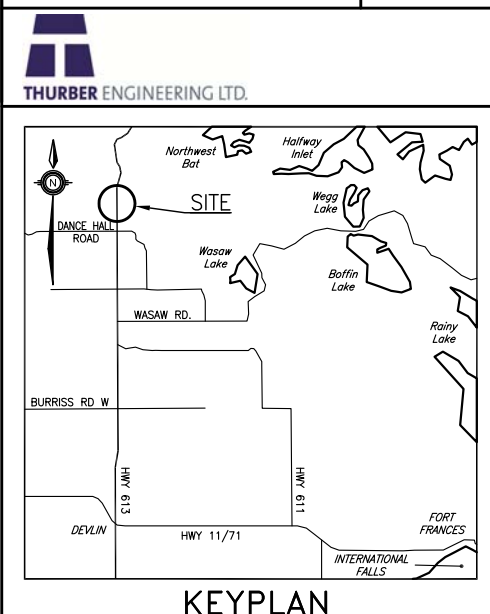 THURBER ENGINEERING LTD.
Northwest
Bat
Halfway
Inlet
N
SITE
Wegg
Lake
DANCE HALL
ROAD
Wasaw
Lake
Boffin
Lake
WASAW RD.
Rainy
Lake
BURRISS RD W
HWY 613
HWY 611
DEVLIN
HWY 11/71
FORT
FRANCES
INTERNATIONAL
FALLS
KEYPLAN